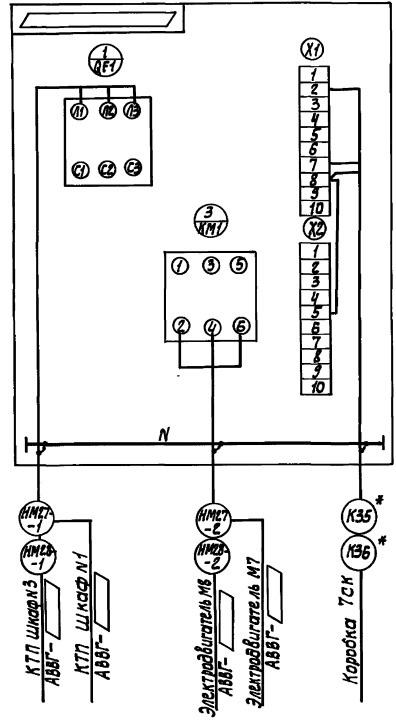 1
QF1
Л1 Л2 Л3
С1 С2 С3
X1
1
2
3
4
5
6
7
8
9
10
X2
1
2
3
4
5
6
7
8
9
10
3
КМ1
1 3 5
2 4 6
N
НМ27-1
НМ28-1
КТП Шкаф N3
АВВГ-
КТП Шкаф N1
АВВГ-
НМ27-2
НМ28-2
Электродвигатель М8
АВВГ-
Электродвигатель М7
АВВГ-
К35*
К36*
Коробка 7СК